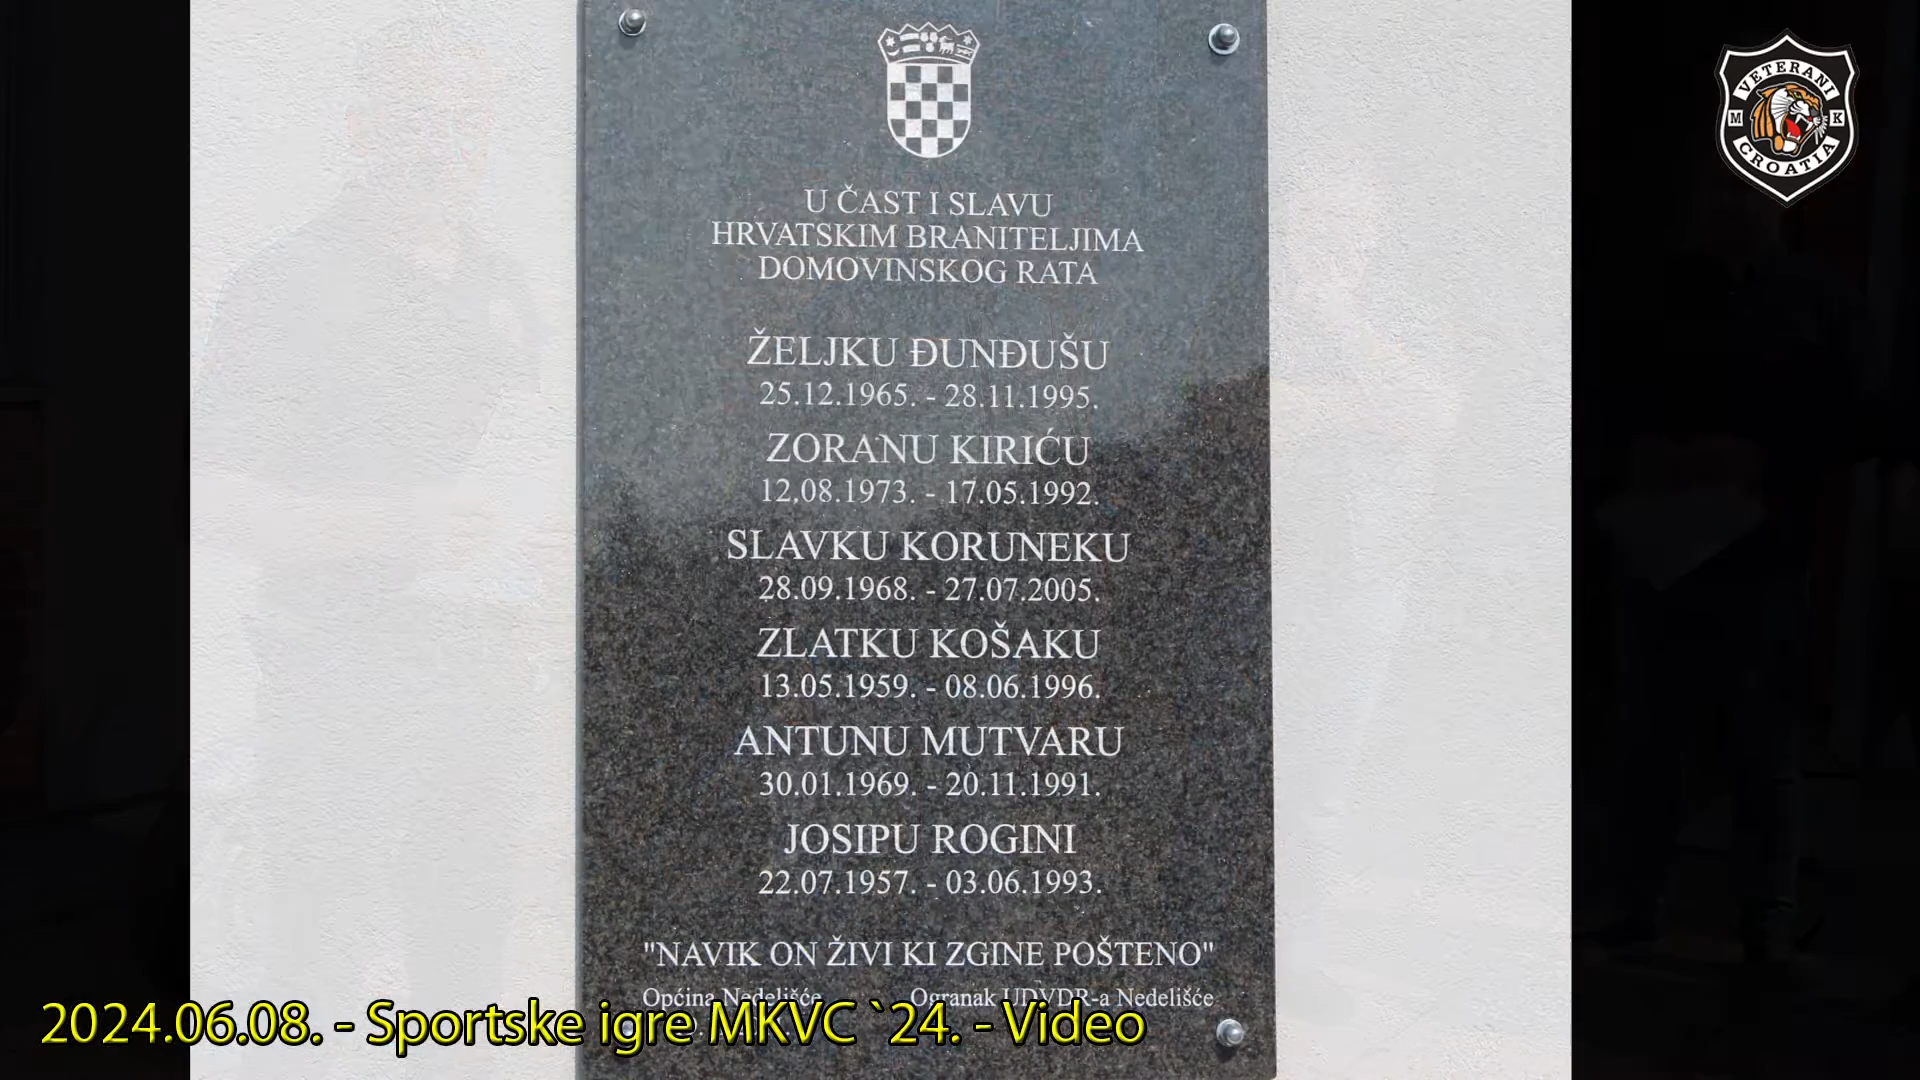 VETERANI
M K
CROATIA
U ČAST I SLAVU
HRVATSKIM BRANITELJIMA
DOMOVINSKOG RATA
ŽELJKU ĐUNĐUŠU
25.12.1965. - 28.11.1995.
ZORANU KIRIĆU
12.08.1973. - 17.05.1992.
SLAVKU KORUNEKU
28.09.1968. - 27.07.2005.
ZLATKU KOŠAKU
13.05.1959. - 08.06.1996.
ANTUNU MUTVARU
30.01.1969. - 20.11.1991.
JOSIPU ROGINI
22.07.1957. - 03.06.1993.
"NAVIK ON ŽIVI KI ZGINE POŠTENO"
Općina Nedelišće Ogranak UDVDR-a Nedelišće
2024.06.08. - Sportske igre MKVC `24. - Video